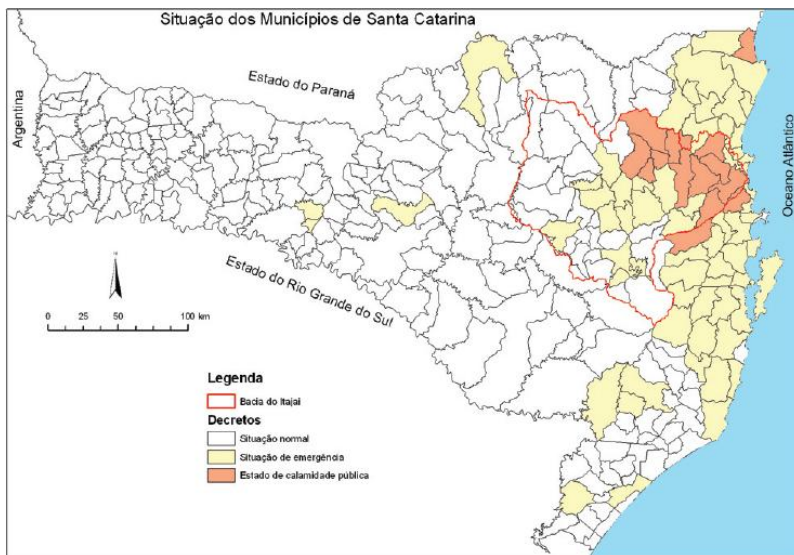 Situação dos Municípios de Santa Catarina
Estado do Paraná
Argentina
Oceano Atlântico
Estado do Rio Grande do Sul
0 25 50 100 km
Legenda
Bacia do Itajaí
Decretos
Situação normal
Situação de emergência
Estado de calamidade pública